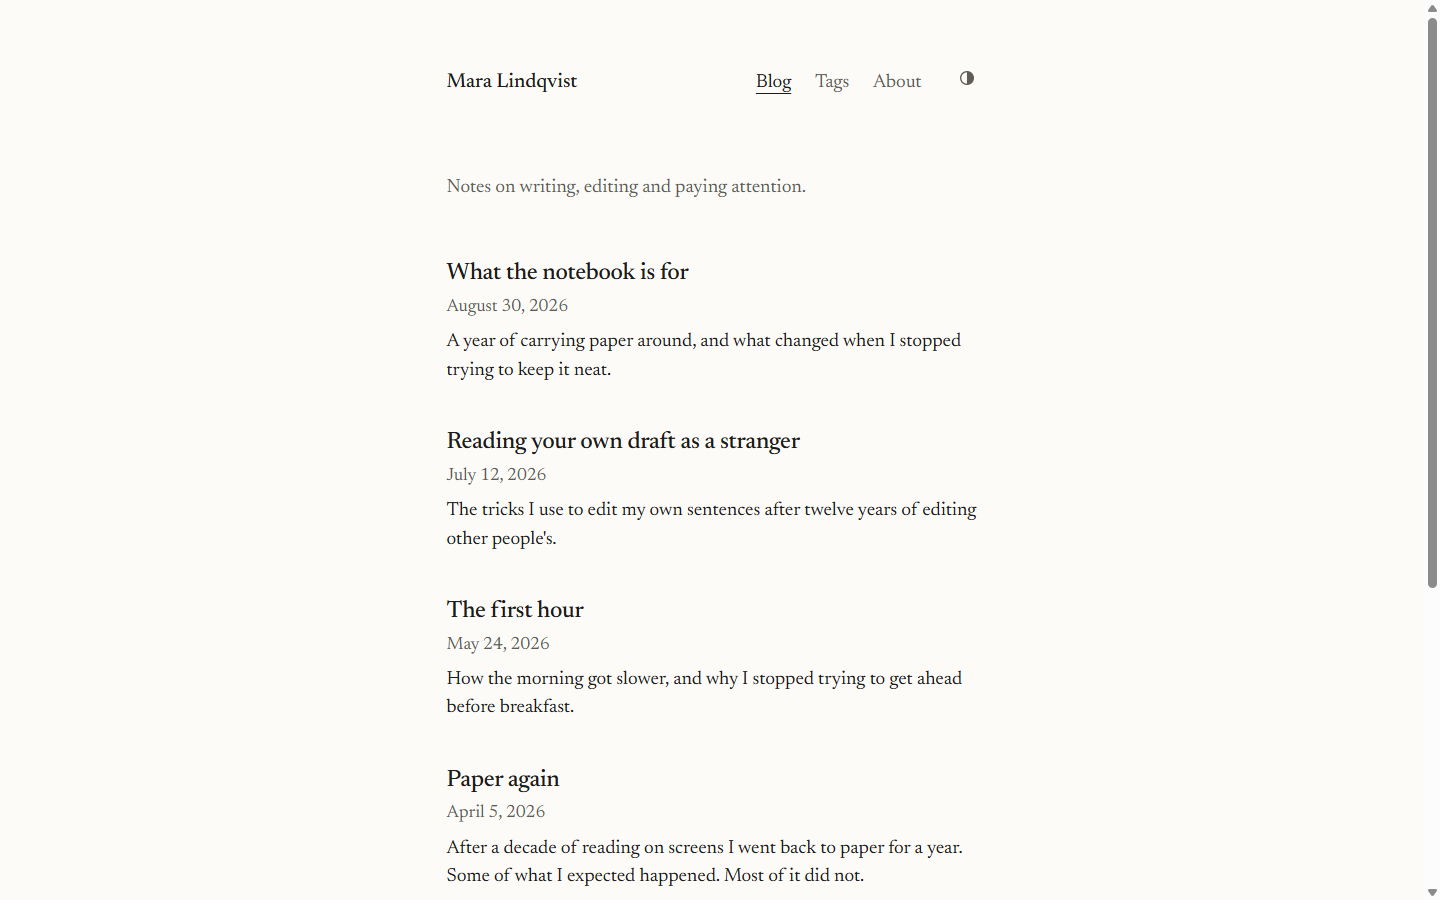 Mara Lindqvist
Blog Tags About
Notes on writing, editing and paying attention.
What the notebook is for
August 30, 2026
A year of carrying paper around, and what changed when I stopped
trying to keep it neat.
Reading your own draft as a stranger
July 12, 2026
The tricks I use to edit my own sentences after twelve years of editing
other people's.
The first hour
May 24, 2026
How the morning got slower, and why I stopped trying to get ahead
before breakfast.
Paper again
April 5, 2026
After a decade of reading on screens I went back to paper for a year.
Some of what I expected happened. Most of it did not.